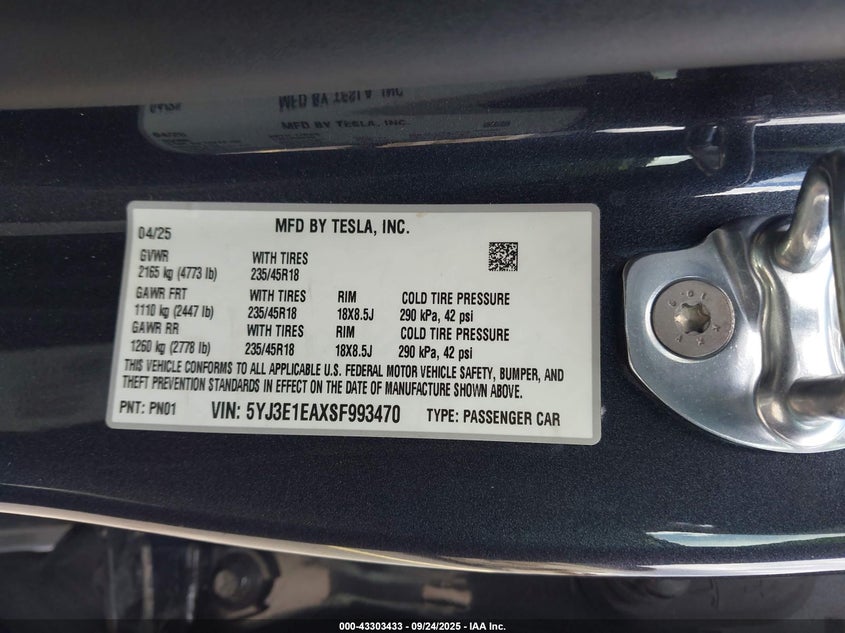 04/25 MFD BY TESLA, INC.
GVWR WITH TIRES
2165 kg (4773 lb) 235/45R18
GAWR FRT WITH TIRES RIM COLD TIRE PRESSURE
1110 kg (2447 lb) 235/45R18 18X8.5J 290 kPa, 42 psi
GAWR RR WITH TIRES RIM COLD TIRE PRESSURE
1260 kg (2778 lb) 235/45R18 18X8.5J 290 kPa, 42 psi
THIS VEHICLE CONFORMS TO ALL APPLICABLE U.S. FEDERAL MOTOR VEHICLE SAFETY, BUMPER, AND
THEFT PREVENTION STANDARDS IN EFFECT ON THE DATE OF MANUFACTURE SHOWN ABOVE.
PNT: PN01 VIN: 5YJ3E1EAXSF993470 TYPE: PASSENGER CAR
000-43303433 - 09/24/2025 - IAA Inc.